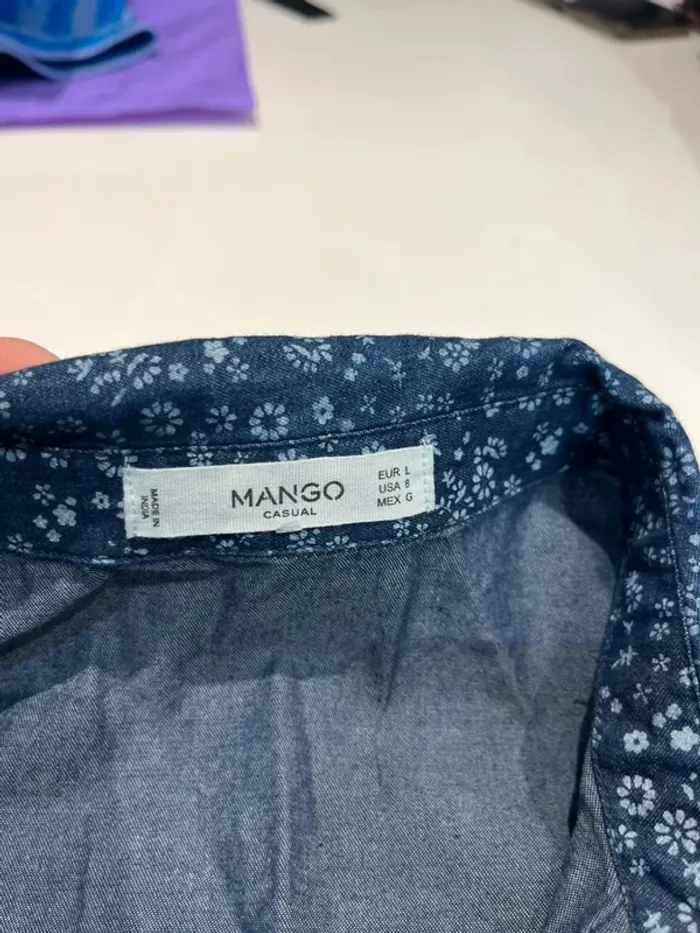 MADE IN
INDIA
MANGO
CASUAL
EUR L
USA 8
MEX G